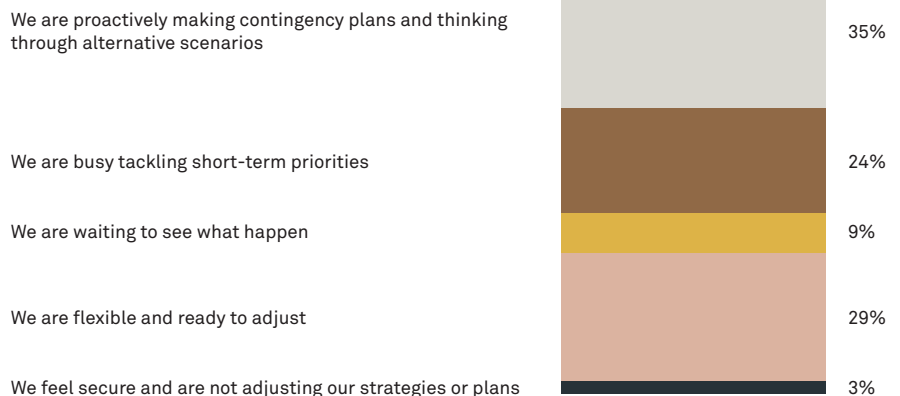 We are proactively making contingency plans and thinking
through alternative scenarios
35%
We are busy tackling short-term priorities
24%
We are waiting to see what happen
9%
We are flexible and ready to adjust
29%
We feel secure and are not adjusting our strategies or plans
3%